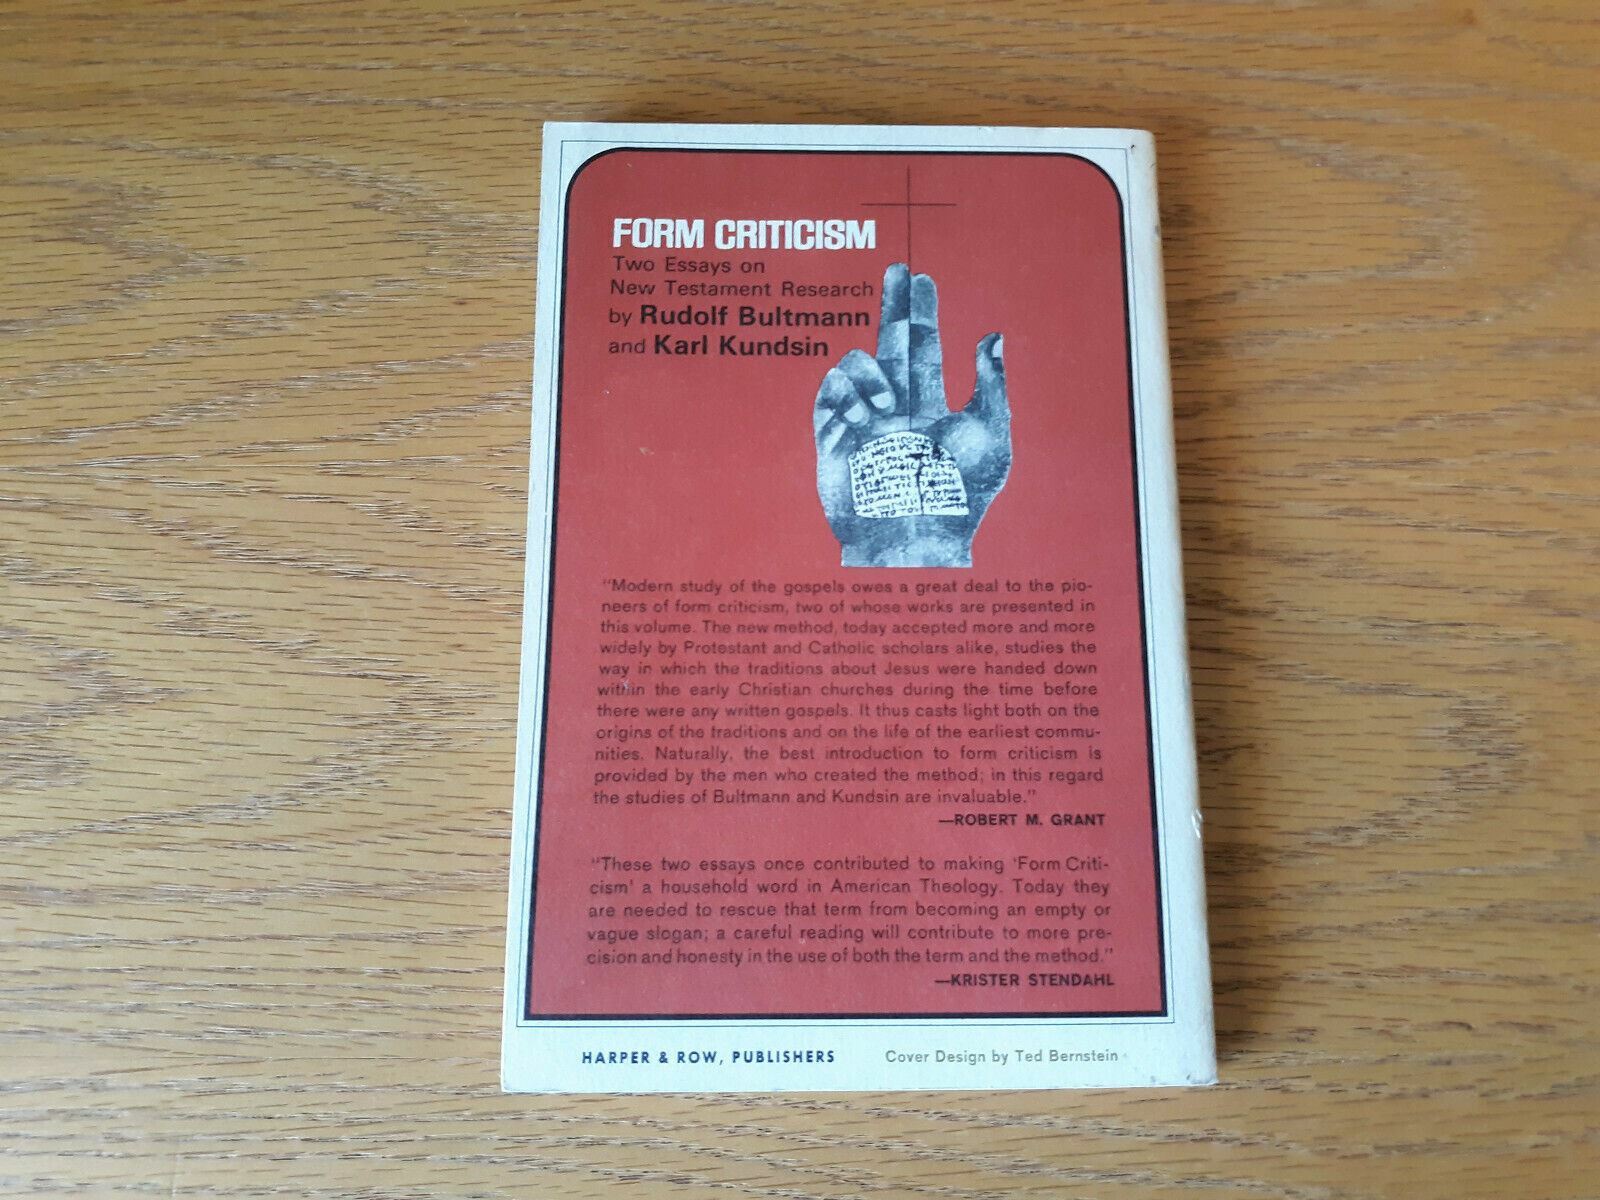 FORM CRITICISM
Two Essays on
New Testament Research
by Rudolf Bultmann
and Karl Kundsin
"Modern study of the gospels owes a great deal to the pio-
neers of form criticism, two of whose works are presented in
this volume. The new method, today accepted more and more
widely by Protestant and Catholic scholars alike, studies the
way in which the traditions about Jesus were handed down
within the early Christian churches during the time before
there were any written gospels. It thus casts light both on the
origins of the traditions and on the life of the earliest commu-
nities. Naturally, the best introduction to form criticism is
provided by the men who created the method; in this regard
the studies of Bultmann and Kundsin are invaluable."
—ROBERT M. GRANT
"These two essays once contributed to making 'Form Criti-
cism' a household word in American Theology. Today they
are needed to rescue that term from becoming an empty or
vague slogan; a careful reading will contribute to more pre-
cision and honesty in the use of both the term and the method."
—KRISTER STENDAHL
HARPER & ROW, PUBLISHERS Cover Design by Ted Bernstein